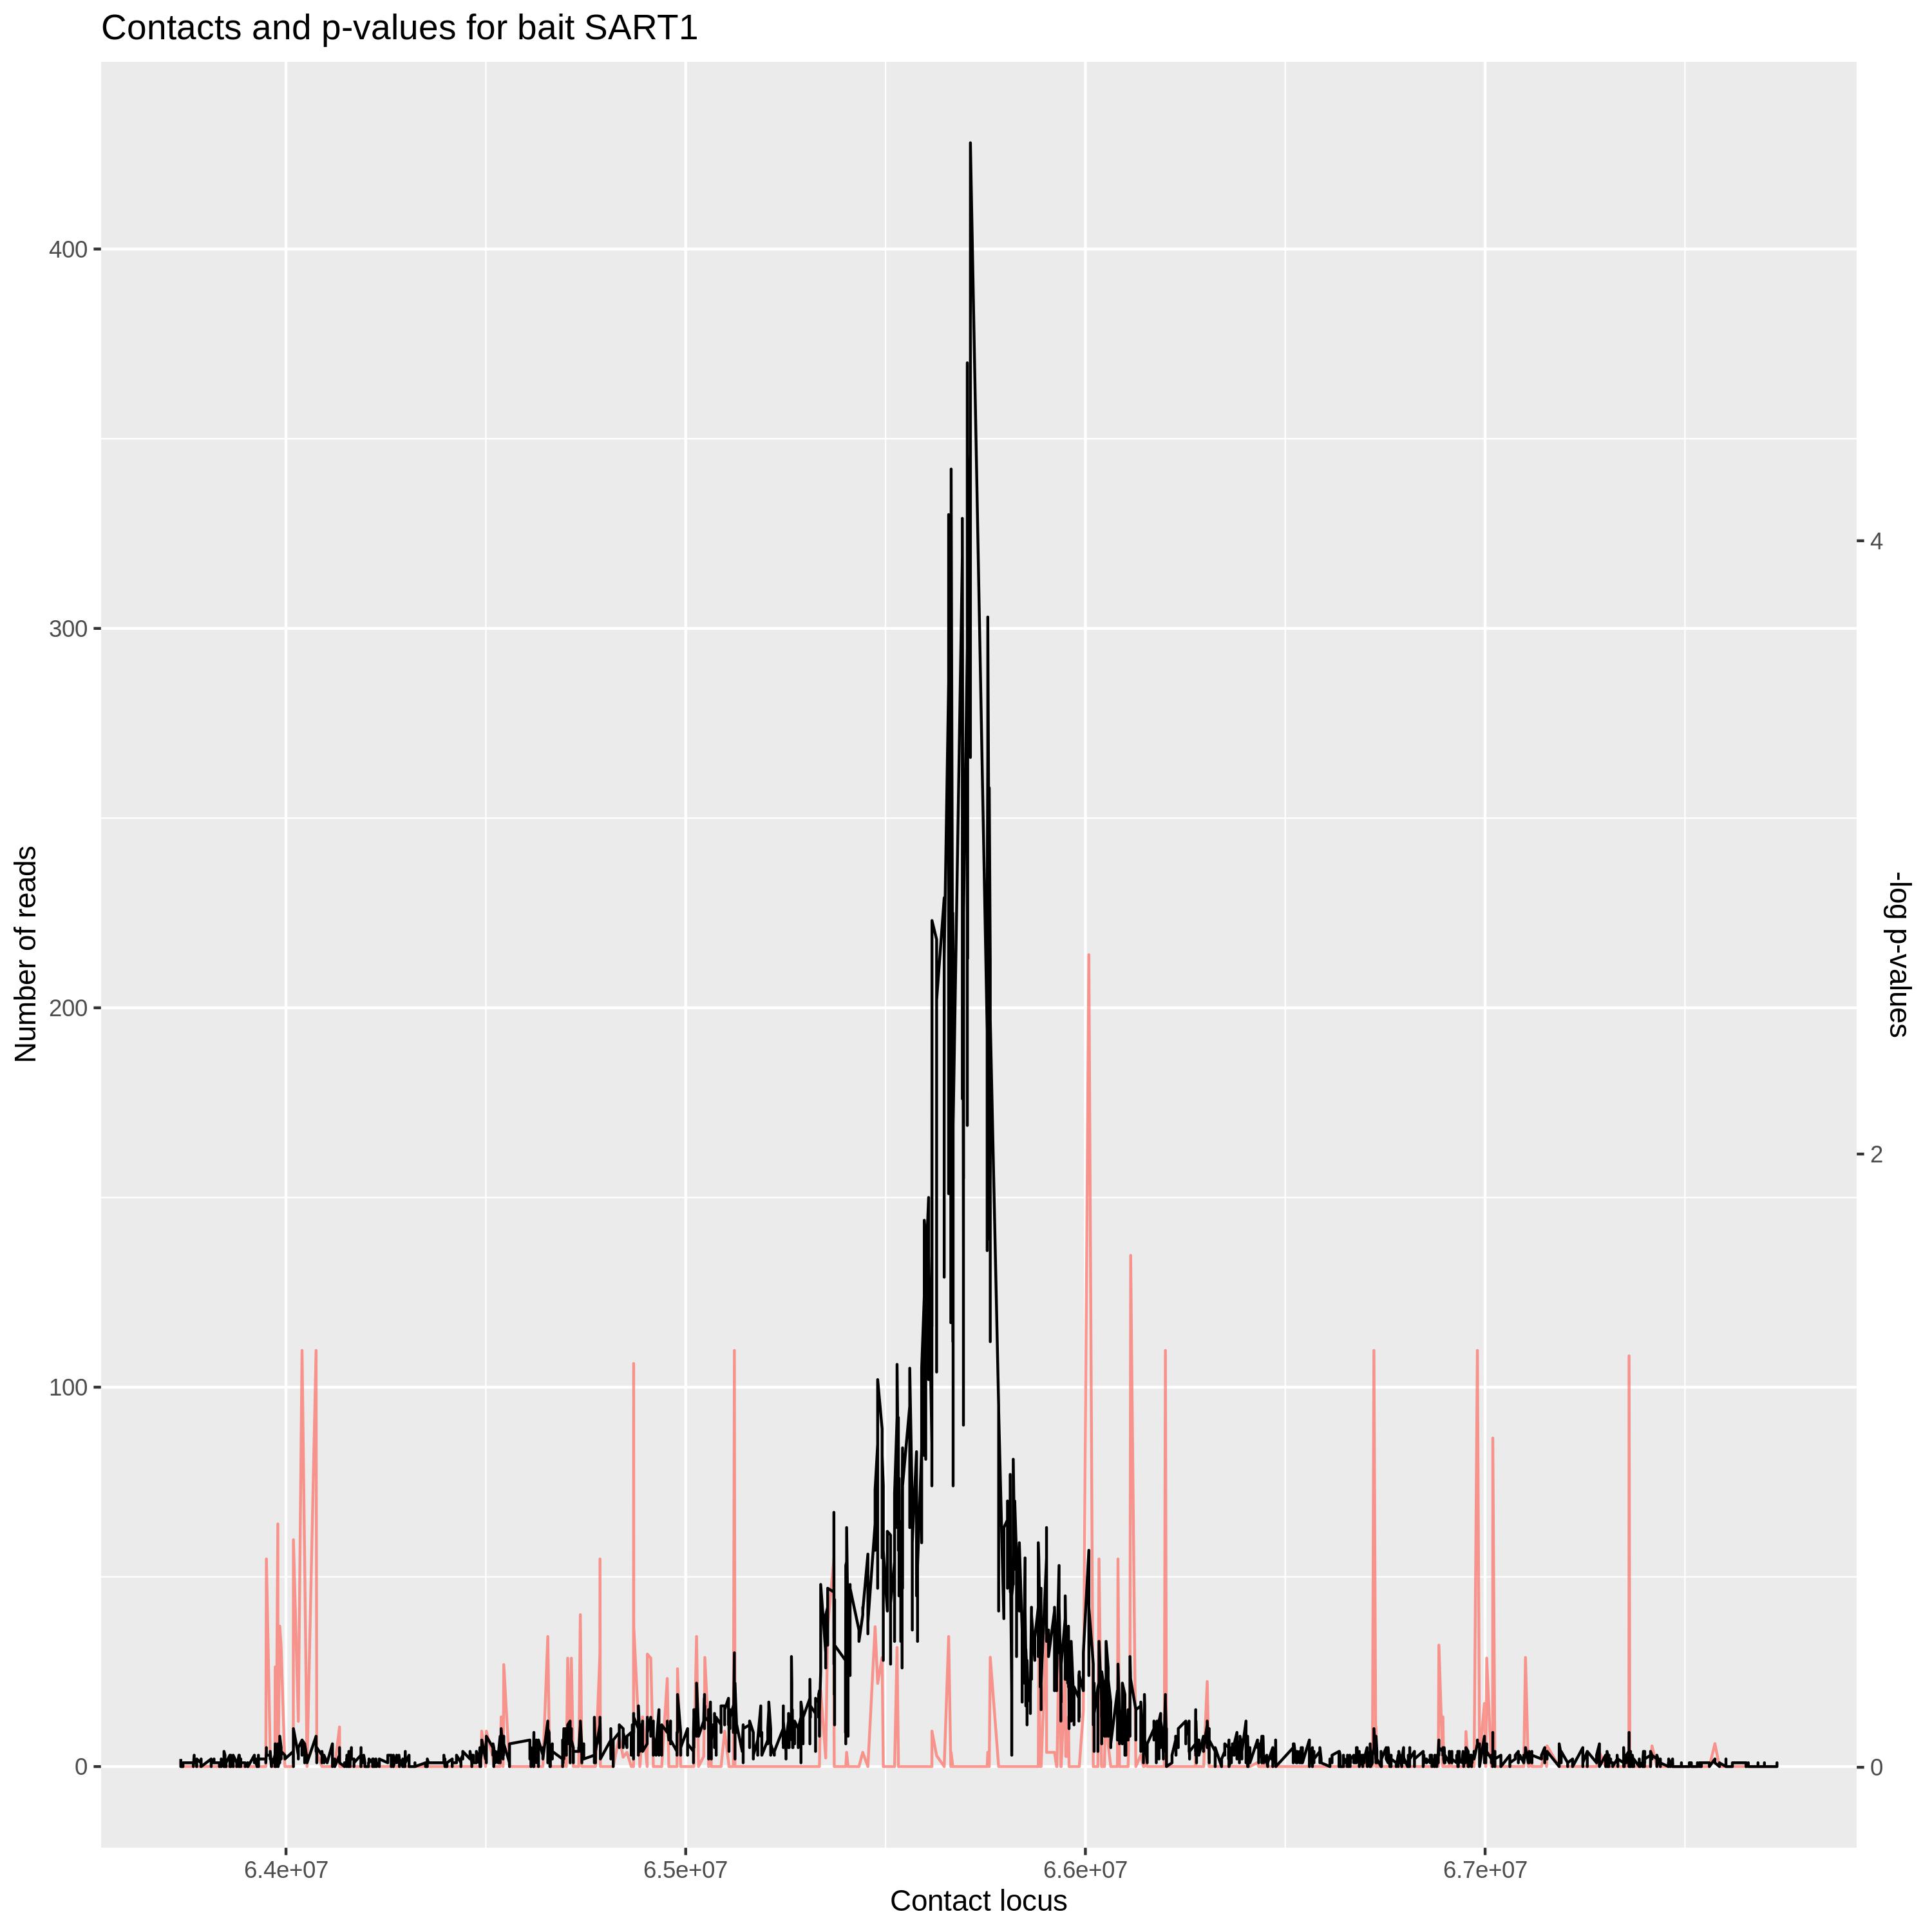 Contacts and p-values for bait SART1
400
300
200
100
0
Number of reads
4
2
0
-log p-values
6.4e+07
6.5e+07
6.6e+07
6.7e+07
Contact locus